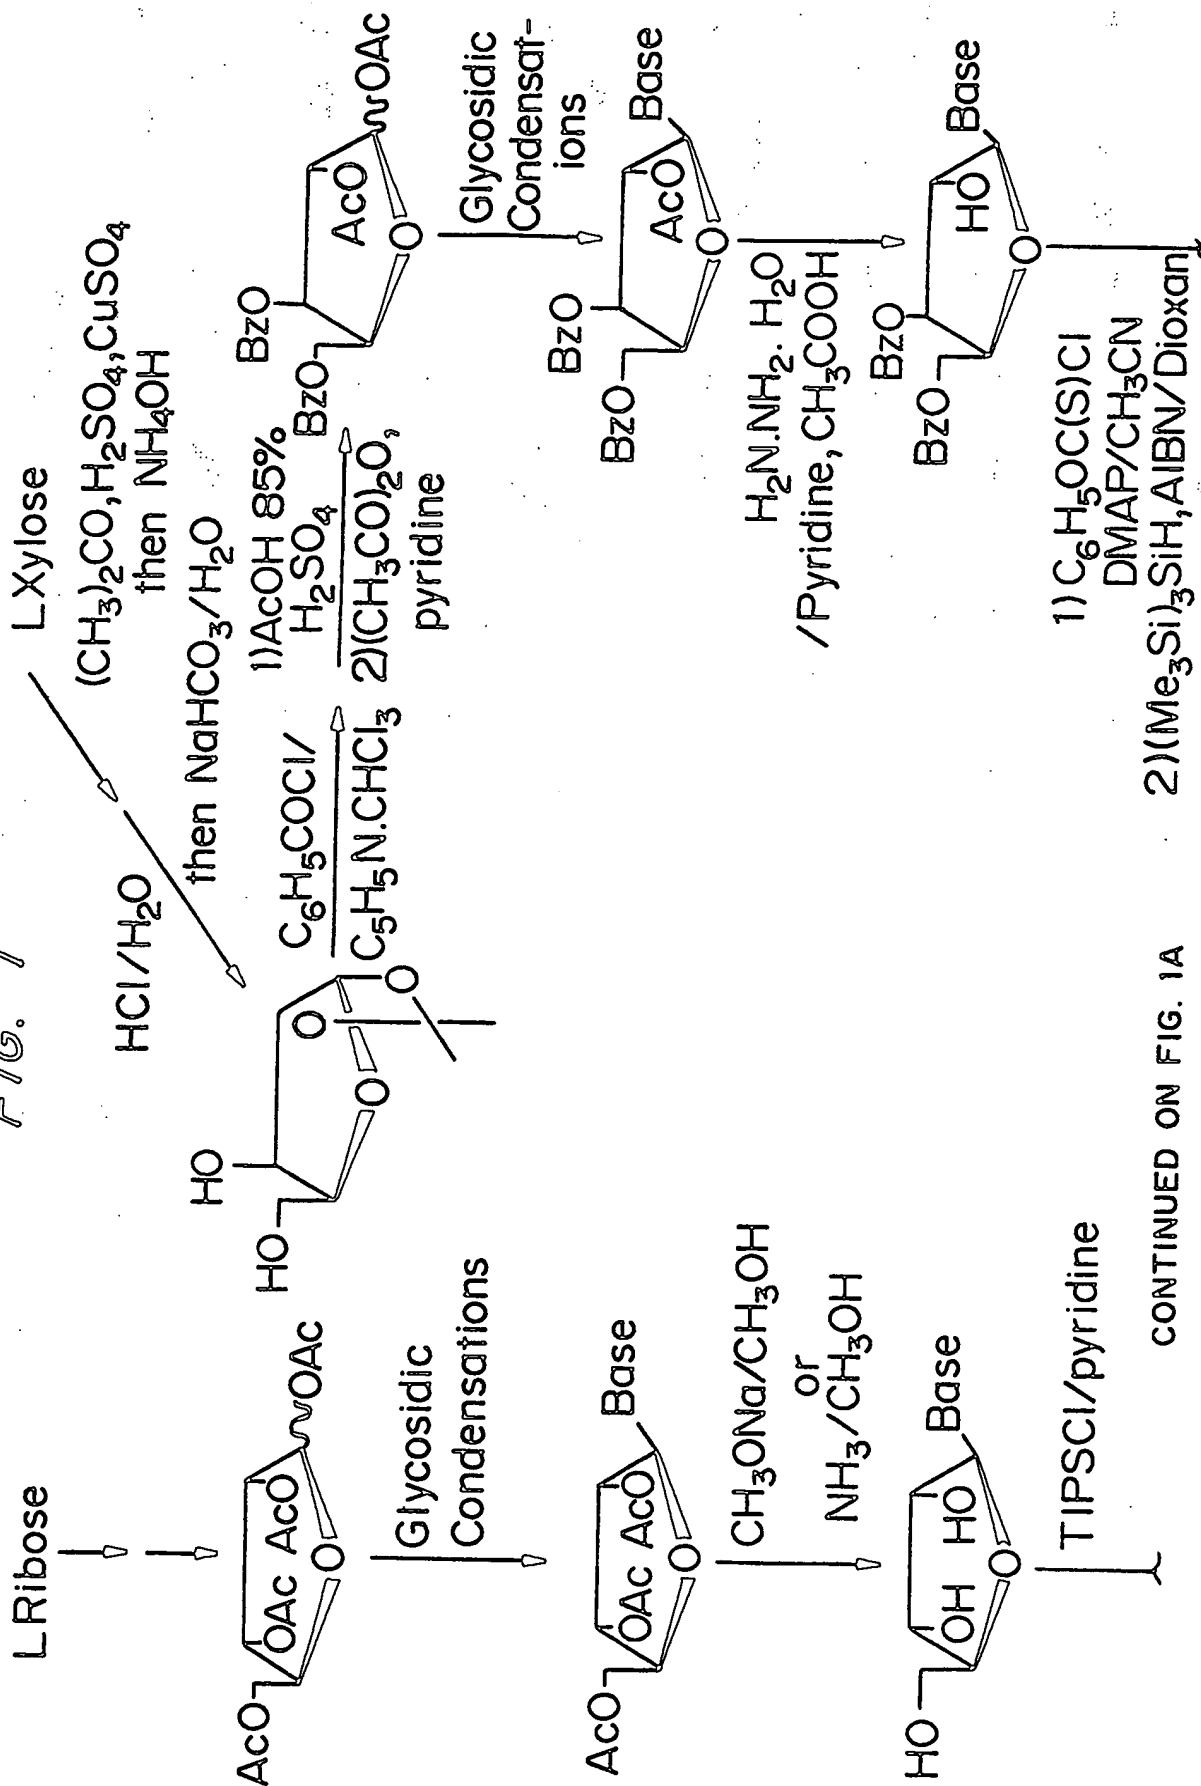 FIG. 1
LRibose
AcO
OAc AcO
O
OAc
Glycosidic
Condensations
AcO
OAc AcO
O
Base
CH3ONa/CH3OH
or
NH3/CH3OH
HO
OH HO
O
Base
TIPSCl/pyridine
LXylose
(CH3)2CO,H2SO4,CuSO4
then NH4OH
HCl/H2O
then NaHCO3/H2O
HO
HO
O
O
O
C6H5COCl/
C5H5N.CHCl3
1)AcOH 85%
H2SO4
2)(CH3CO)2O,
pyridine
BzO
BzO
AcO
O
OAc
Glycosidic
Condensat-
ions
BzO
BzO
AcO
O
Base
H2N.NH2.H2O
/Pyridine,CH3COOH
BzO
BzO
HO
O
Base
1)C6H5OC(S)Cl
DMAP/CH3CN
2)(Me3Si)3SiH,AIBN/Dioxan
CONTINUED ON FIG. 1A